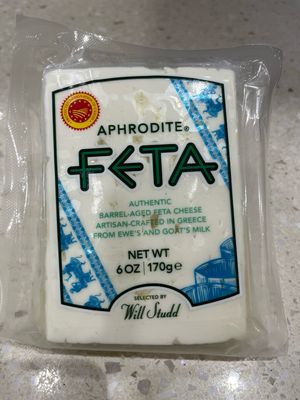 APHRODITE®
FETA
AUTHENTIC
BARREL-AGED FETA CHEESE
ARTISAN-CRAFTED IN GREECE
FROM EWE'S AND GOAT'S MILK
NET WT
6 OZ | 170g ℮
SELECTED BY
Will Studd